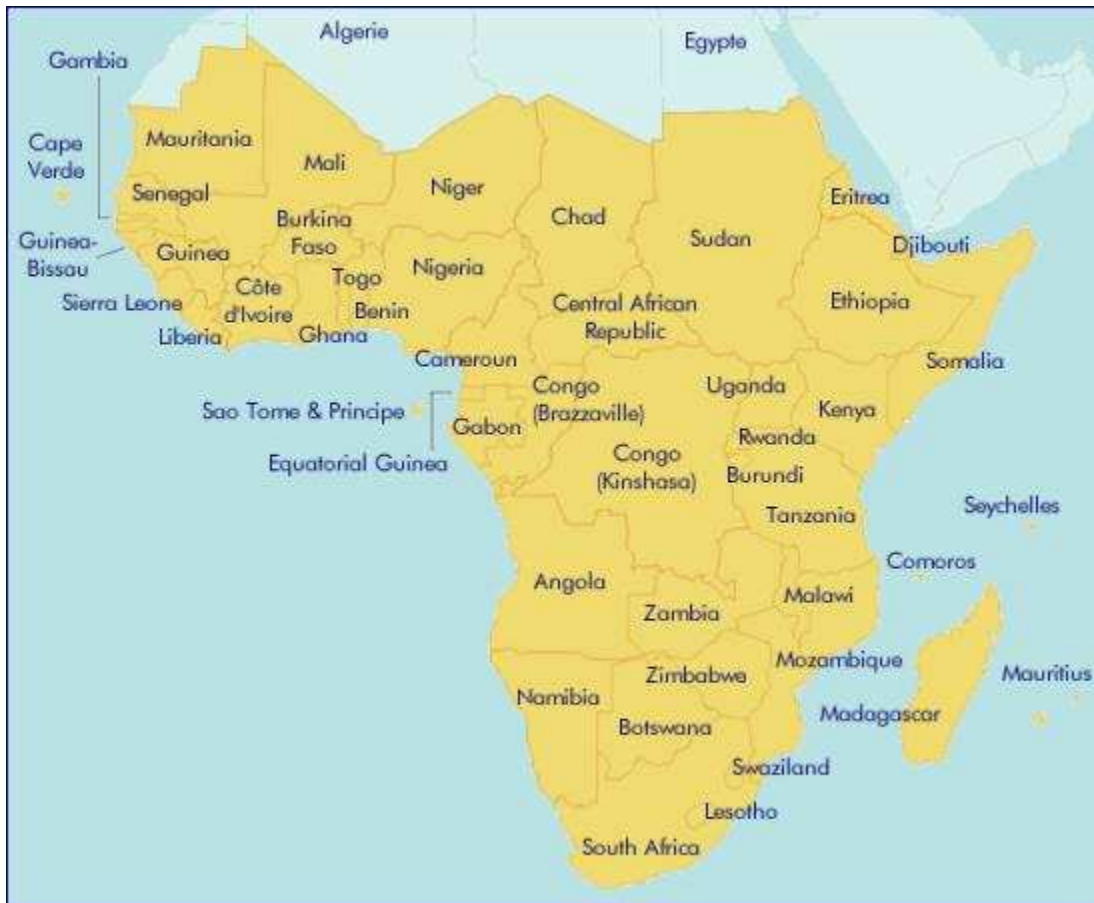 Algerie
Egypte
Gambia
Mauritania
Cape
Verde
Mali
Niger
Senegal
Eritrea
Chad
Burkina
Faso
Sudan
Guinea-
Bissau
Guinea
Djibouti
Nigeria
Togo
Côte
d'Ivoire
Sierra Leone
Ethiopia
Benin
Central African
Republic
Liberia
Ghana
Cameroun
Somalia
Congo
(Brazzaville)
Uganda
Sao Tome & Principe
Kenya
Gabon
Rwanda
Equatorial Guinea
Congo
(Kinshasa)
Burundi
Tanzania
Seychelles
Comoros
Angola
Malawi
Zambia
Mozambique
Zimbabwe
Mauritius
Namibia
Madagascar
Botswana
Swaziland
Lesotho
South Africa